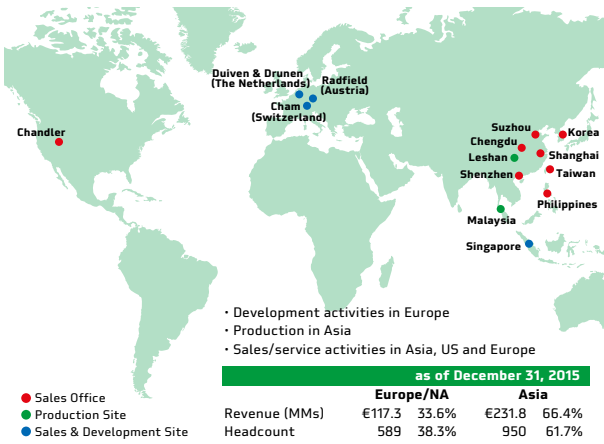 Duiven & Drunen
(The Netherlands)
Radfield
(Austria)
Cham
(Switzerland)
Chandler
Suzhou
Korea
Chengdu
Shanghai
Leshan
Taiwan
Shenzhen
Philippines
Malaysia
Singapore
· Development activities in Europe
· Production in Asia
· Sales/service activities in Asia, US and Europe
as of December 31, 2015
Europe/NA Asia
Revenue (MMs) €117.3 33.6% €231.8 66.4%
Headcount 589 38.3% 950 61.7%
Sales Office
Production Site
Sales & Development Site